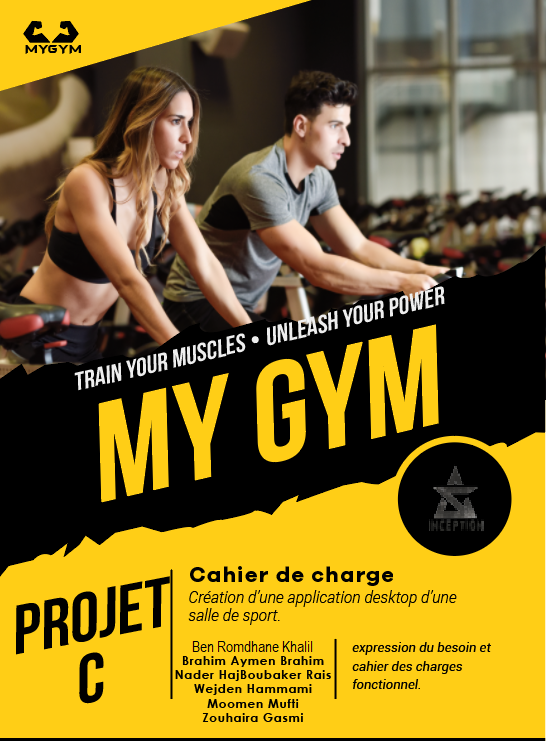 MYGYM
TRAIN YOUR MUSCLES • UNLEASH YOUR POWER
MY GYM
INCEPTION
PROJET
C
Cahier de charge
Création d'une application desktop d'une
salle de sport.
Ben Romdhane Khalil
Brahim Aymen Brahim
Nader HajBoubaker Rais
Wejden Hammami
Moomen Mufti
Zouhaira Gasmi
expression du besoin et
cahier des charges
fonctionnel.